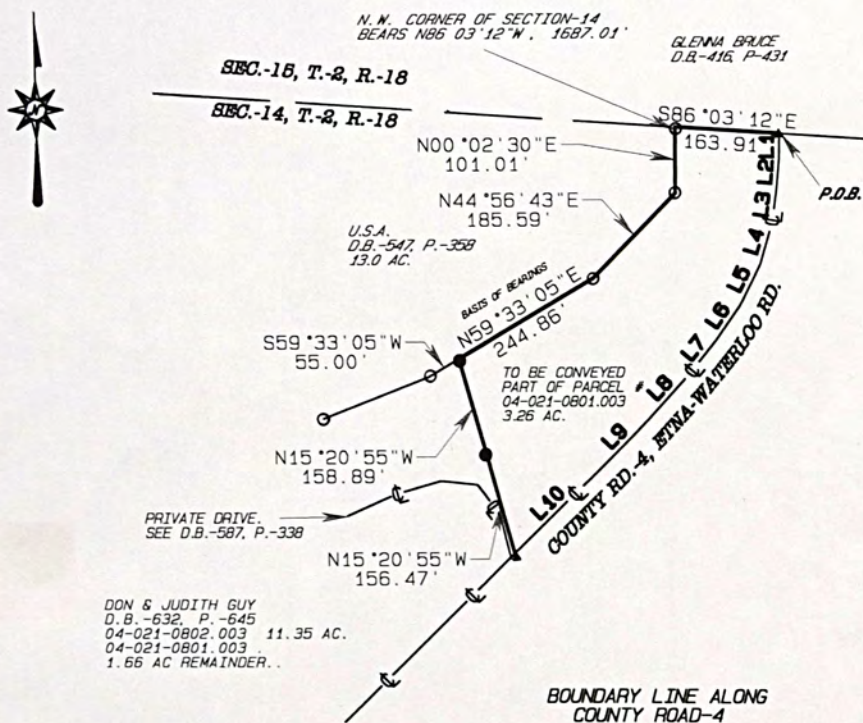 N.W. CORNER OF SECTION-14
BEARS N86 03'12"W , 1687.01'
GLENNA BRUCE
D.B.-416, P-431
SEC.-15, T.-2, R.-18
SEC.-14, T.-2, R.-18
S86°03'12"E
163.91'
N00°02'30"E
101.01'
P.O.B.
L1
L2
L3
L4
L5
L6
L7
L8
L9
L10
N44°56'43"E
185.59'
N
U.S.A.
D.B.-547, P.-358
13.0 AC.
BASIS OF BEARINGS
N59°33'05"E
244.86'
S59°33'05"W
55.00'
TO BE CONVEYED
PART OF PARCEL #
04-021-0801.003
3.26 AC.
COUNTY RD.-4, ETNA-WATERLOO RD.
N15°20'55"W
158.89'
PRIVATE DRIVE.
SEE D.B.-587, P.-338
N15°20'55"W
156.47'
DON & JUDITH GUY
D.B.-632, P.-645
04-021-0802.003 11.35 AC.
04-021-0801.003 .
1.66 AC REMAINDER..
BOUNDARY LINE ALONG
COUNTY ROAD-4